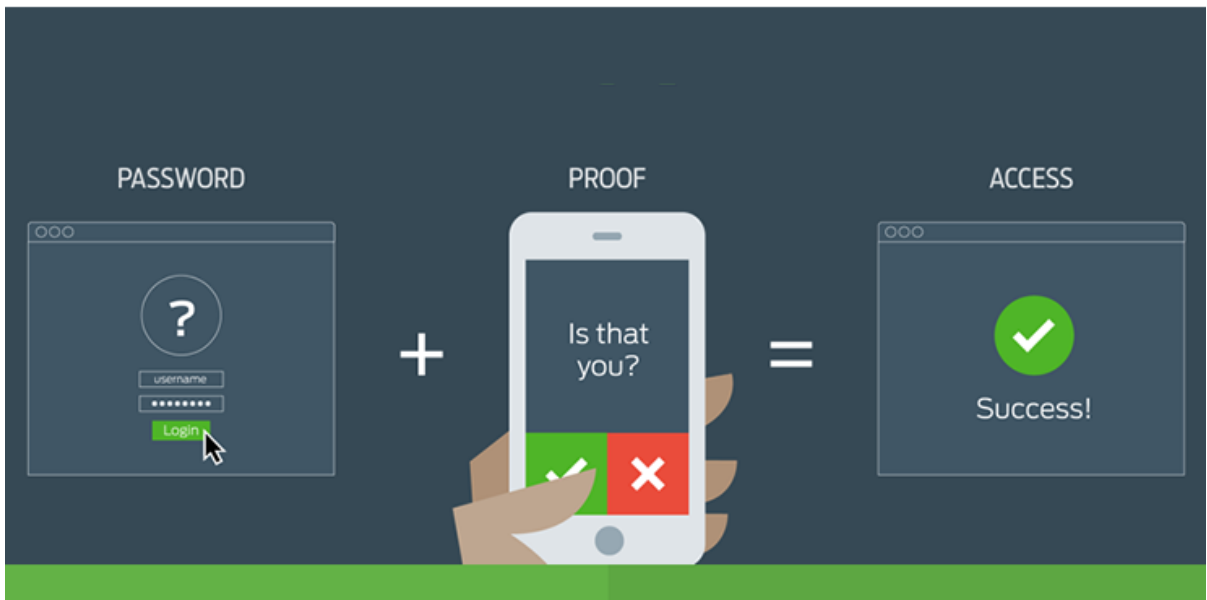 PASSWORD
PROOF
ACCESS
?
username
Login
Is that
you?
Success!